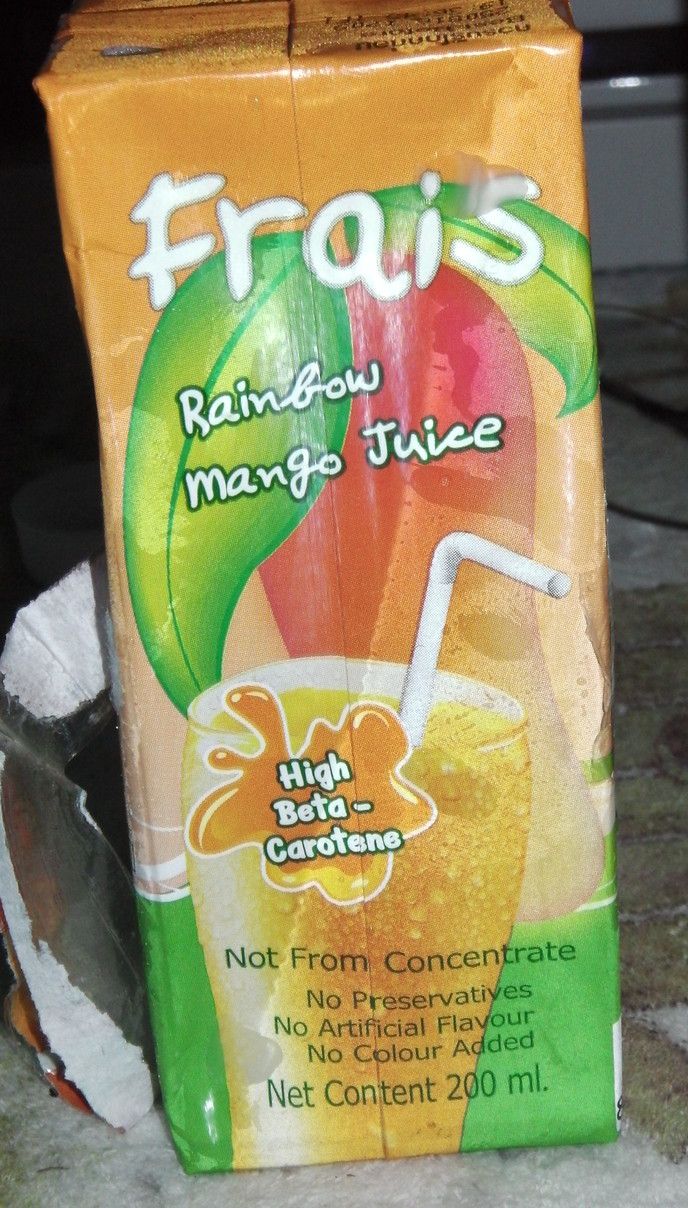 Frais
Rainbow
Mango Juice
High
Beta-
Carotene
Not From Concentrate
No Preservatives
No Artificial Flavour
No Colour Added
Net Content 200 ml.